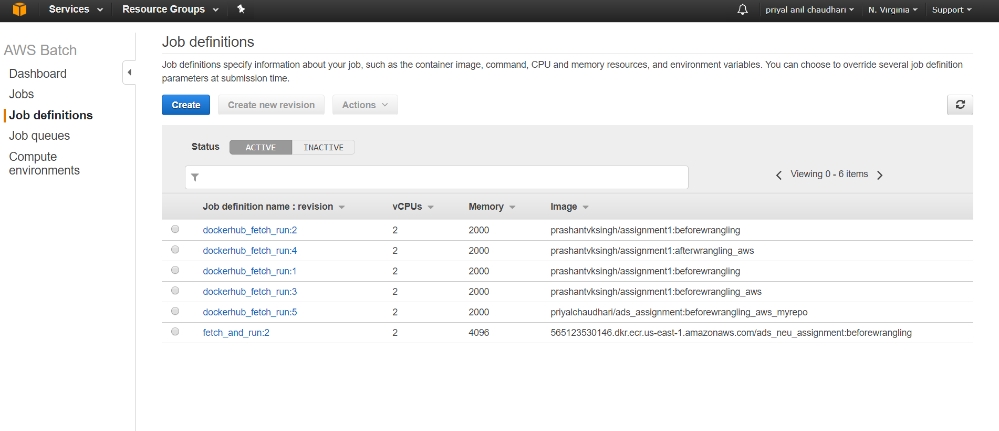 Services Resource Groups priyal anil chaudhari N. Virginia Support
AWS Batch
Dashboard
Jobs
Job definitions
Job queues
Compute
environments
Job definitions
Job definitions specify information about your job, such as the container image, command, CPU and memory resources, and environment variables. You can choose to override several job definition
parameters at submission time.
Create Create new revision Actions
Status ACTIVE INACTIVE
Viewing 0 - 6 items
Job definition name : revision vCPUs Memory Image
dockerhub_fetch_run:2 2 2000 prashantvksingh/assignment1:beforewrangling
dockerhub_fetch_run:4 2 2000 prashantvksingh/assignment1:afterwrangling_aws
dockerhub_fetch_run:1 2 2000 prashantvksingh/assignment1:beforewrangling
dockerhub_fetch_run:3 2 2000 prashantvksingh/assignment1:beforewrangling_aws
dockerhub_fetch_run:5 2 2000 priyalchaudhari/ads_assignment:beforewrangling_aws_myrepo
fetch_and_run:2 2 4096 565123530146.dkr.ecr.us-east-1.amazonaws.com/ads_neu_assignment:beforewrangling